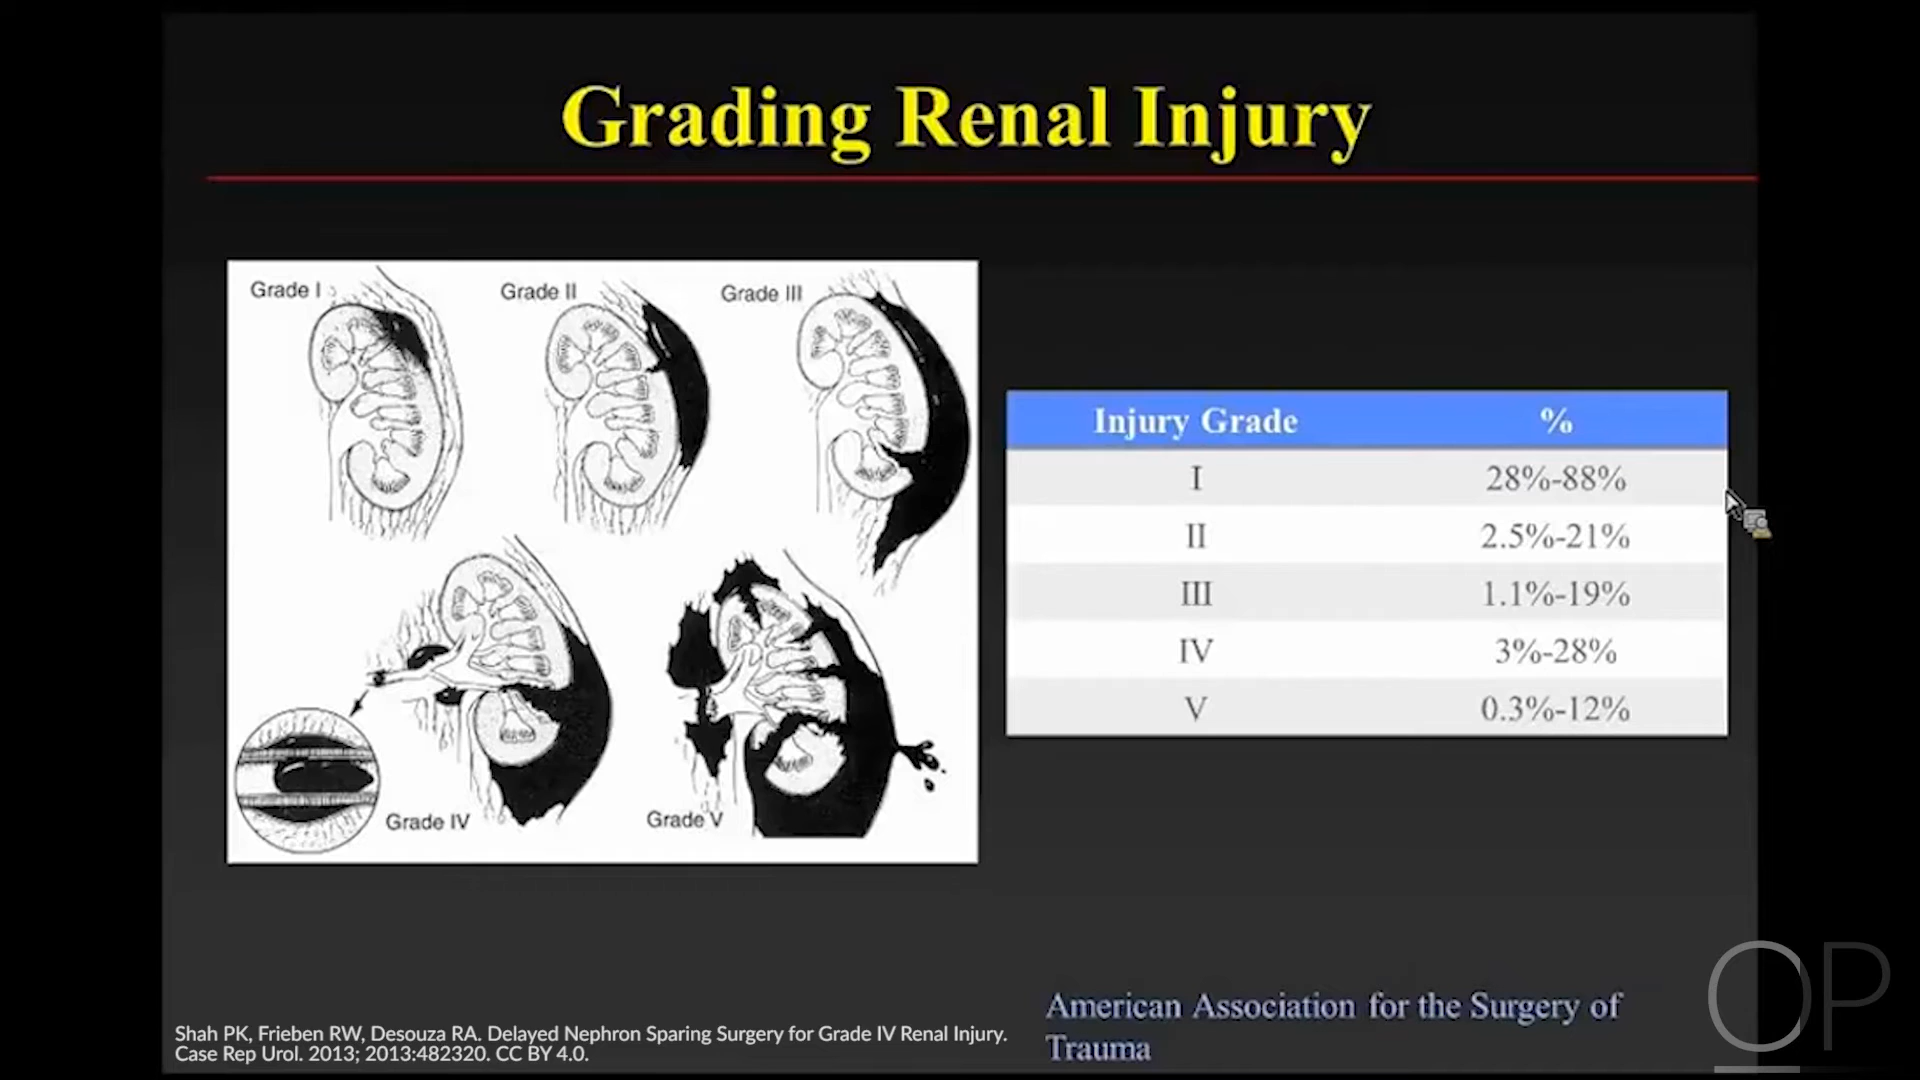 Grading Renal Injury
Grade I
Grade II
Grade III
Grade IV
Grade V
Injury Grade %
I 28%-88%
II 2.5%-21%
III 1.1%-19%
IV 3%-28%
V 0.3%-12%
American Association for the Surgery of
Trauma
Shah PK, Frieben RW, Desouza RA. Delayed Nephron Sparing Surgery for Grade IV Renal Injury.
Case Rep Urol. 2013; 2013:482320. CC BY 4.0.
OP